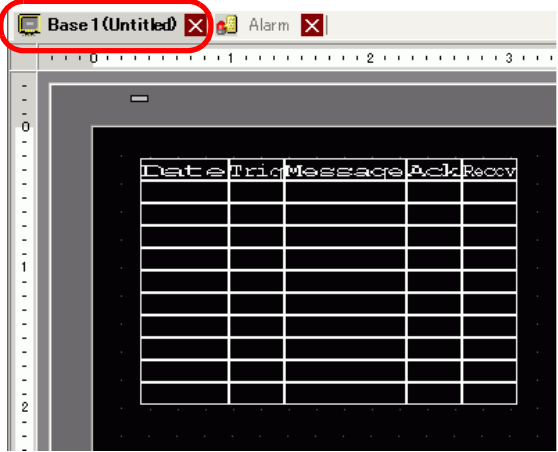 Base 1 (Untitled) Alarm
0 1 2 3
0
Date Trig Message Ack Recov
1
2